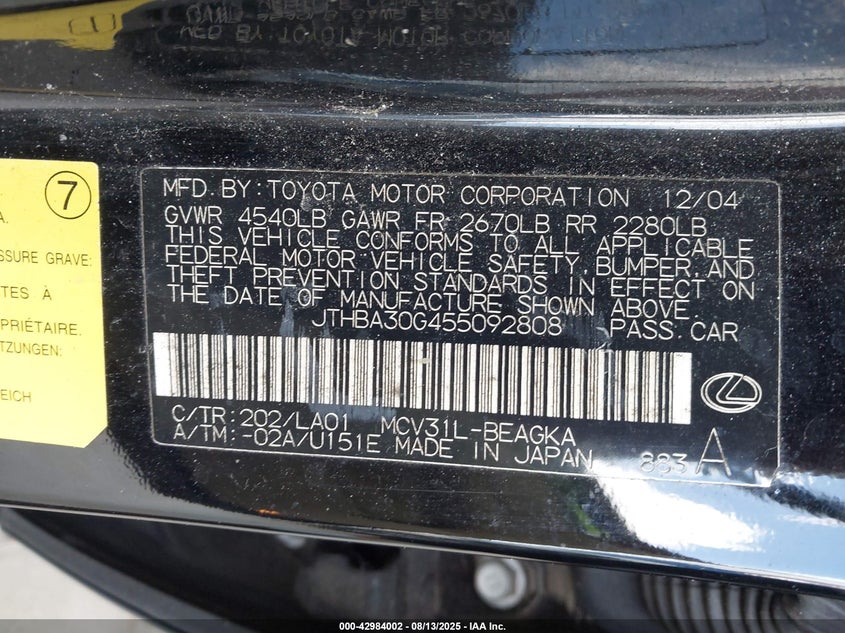 MFD. BY: TOYOTA MOTOR CORPORATION 12/04
GVWR 4540LB GAWR FR 2670LB RR 2280LB
THIS VEHICLE CONFORMS TO ALL APPLICABLE
FEDERAL MOTOR VEHICLE SAFETY, BUMPER, AND
THEFT PREVENTION STANDARDS IN EFFECT ON
THE DATE OF MANUFACTURE SHOWN ABOVE.
JTHBA30G455092808 PASS. CAR
C/TR: 202/LA01 MCV31L-BEAGKA
A/TM: -02A/U151E MADE IN JAPAN 883 A
7
A.
SSURE GRAVE:
TES À
PRIÉTAIRE.
TZUNGEN:
EICH
000-42984002 - 08/13/2025 - IAA Inc.